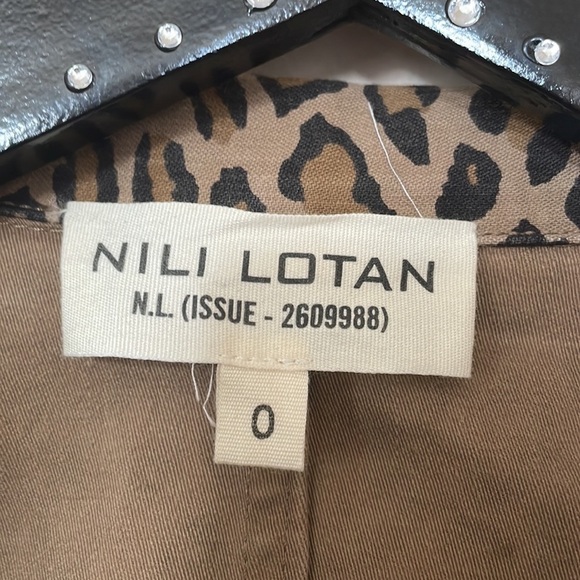 NILI LOTAN
N.L. (ISSUE - 2609988)
0